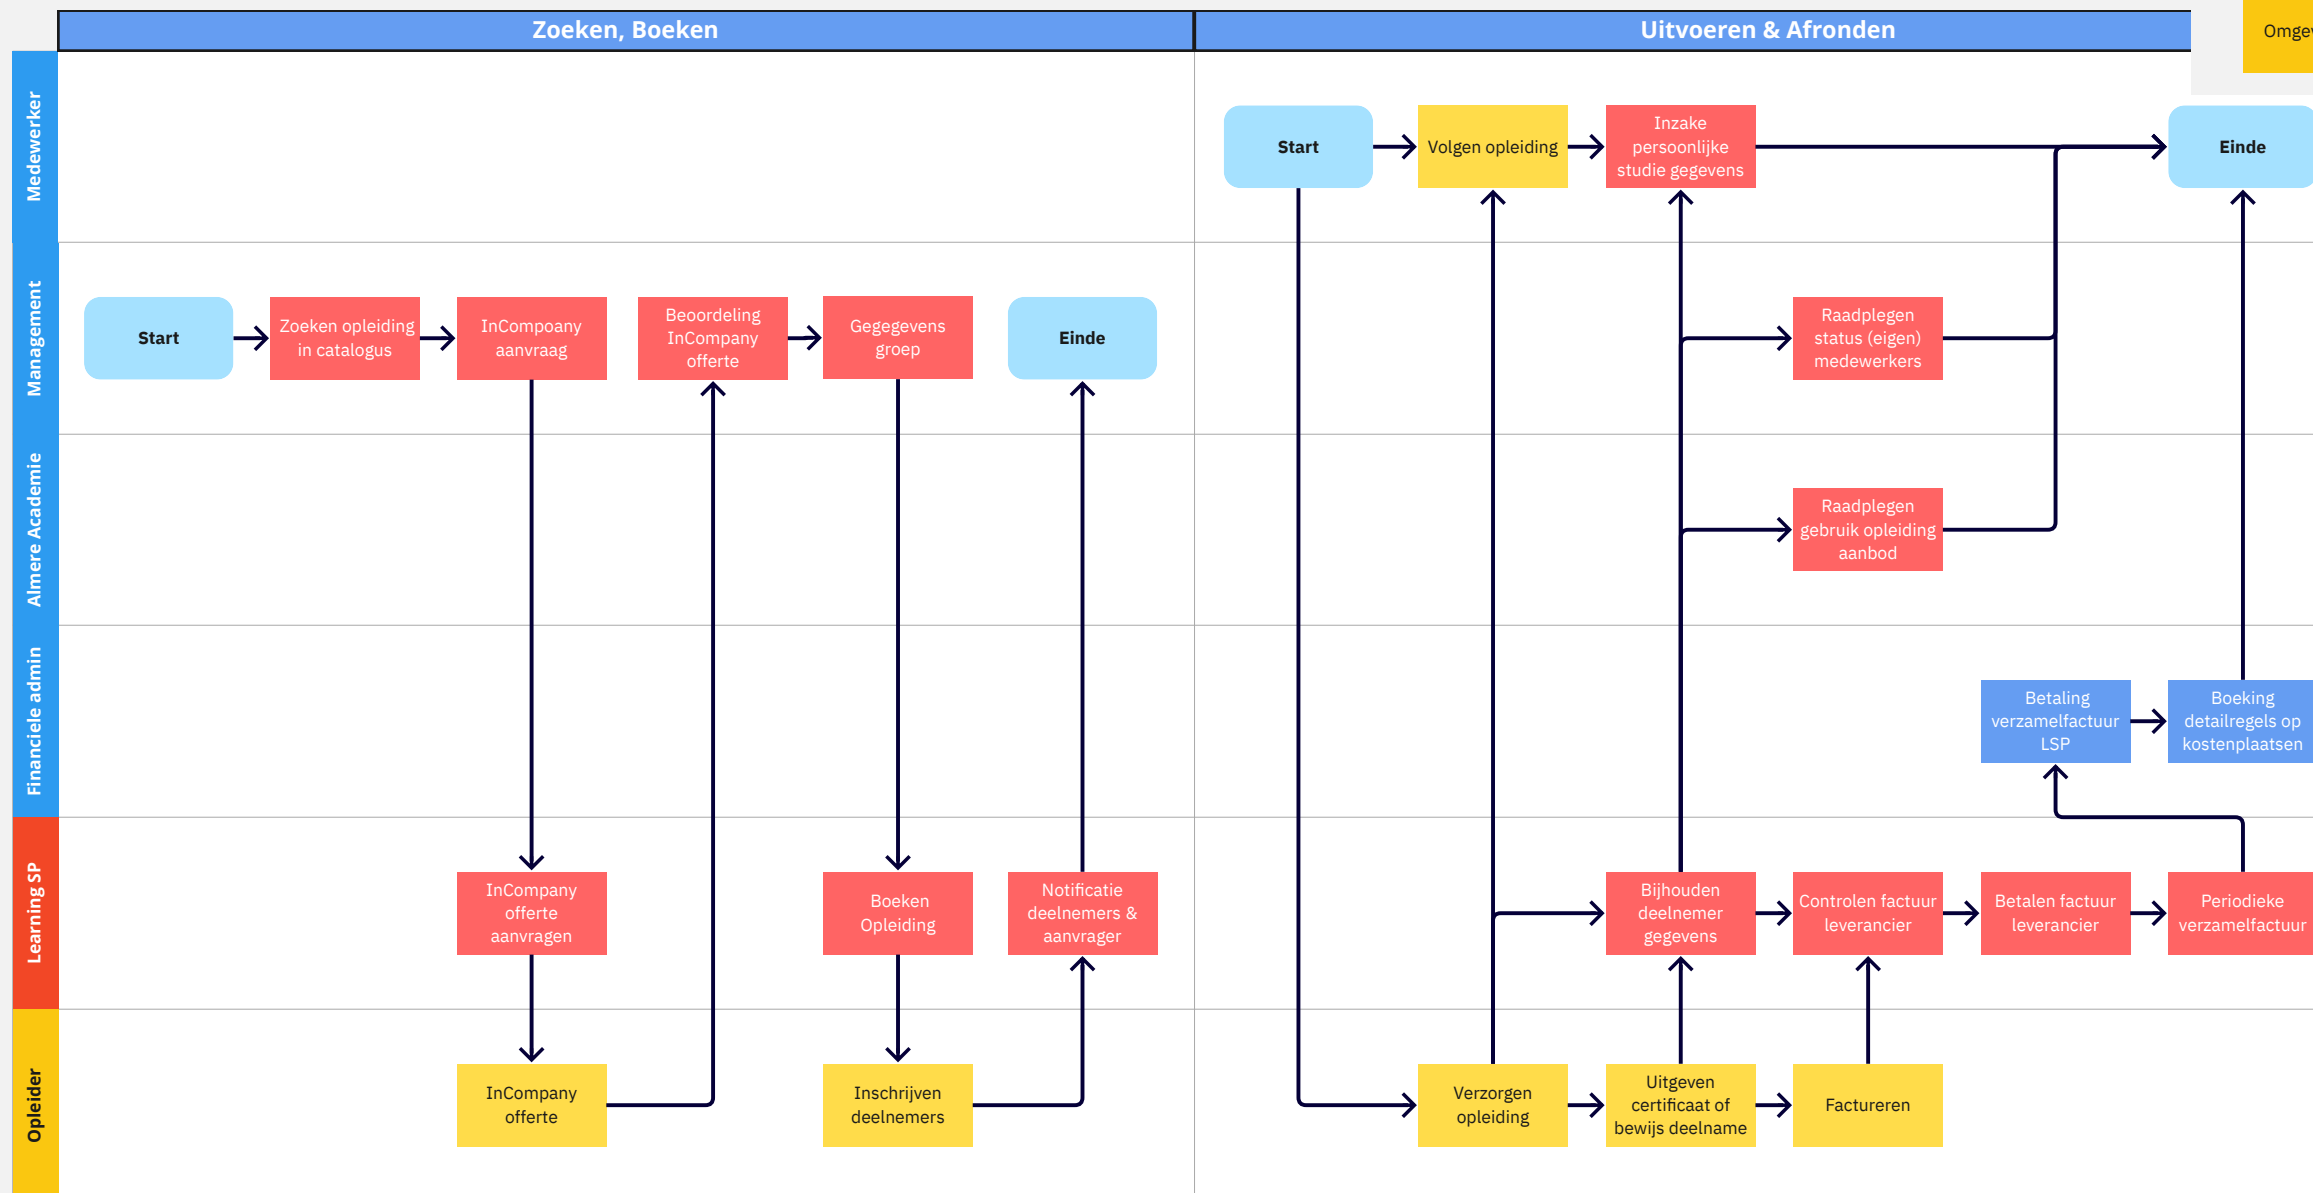 Zoeken, Boeken
Uitvoeren & Afronden
Medewerker
Start
Volgen opleiding
Inzake
persoonlijke
studie gegevens
Einde
Management
Start
Zoeken opleiding
in catalogus
InCompoany
aanvraag
Beoordeling
InCompany
offerte
Gegegevens
groep
Einde
Raadplegen
status (eigen)
medewerkers
Almere Academie
Raadplegen
gebruik opleiding
aanbod
Financiele admin
Betaling
verzamelfactuur
LSP
Boeking
detailregels op
kostenplaatsen
Learning SP
InCompany
offerte
aanvragen
Boeken
Opleiding
Notificatie
deelnemers &
aanvrager
Bijhouden
deelnemer
gegevens
Controlen factuur
leverancier
Betalen factuur
leverancier
Periodieke
verzamelfactuur
Opleider
InCompany
offerte
Inschrijven
deelnemers
Verzorgen
opleiding
Uitgeven
certificaat of
bewijs deelname
Factureren